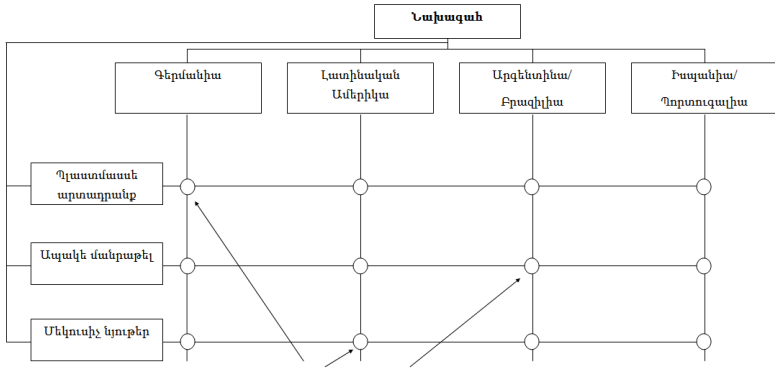 Նախագահ
Գերմանիա
Լատինական
Ամերիկա
Արգենտինա/
Բրազիլիա
Իսպանիա/
Պորտուգալիա
Պլաստմասսե
արտադրանք
Ապակե մանրաթել
Մեկուսիչ նյութեր